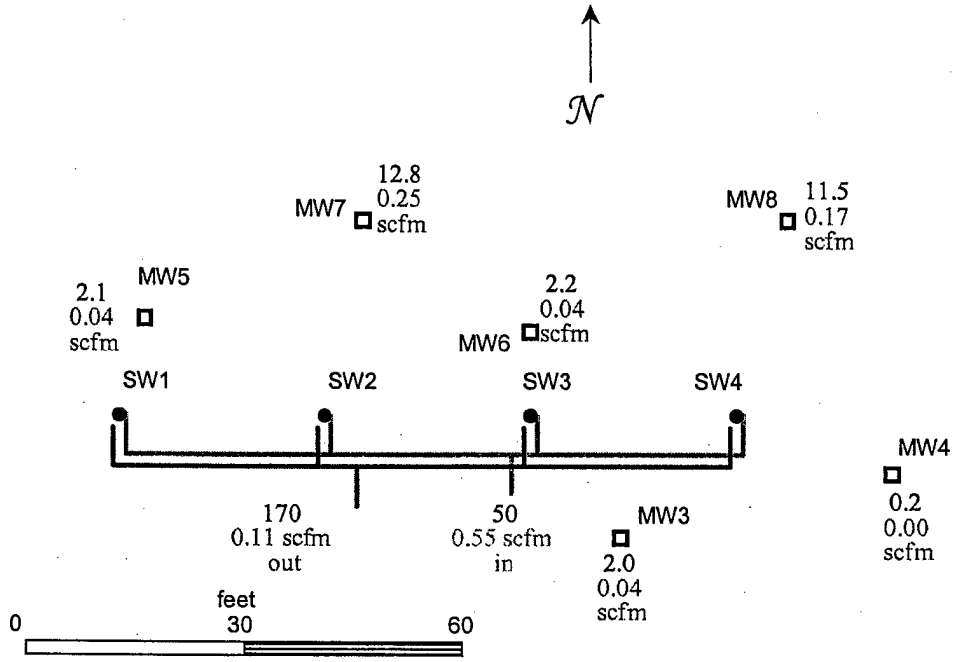 N
12.8
0.25
scfm
MW7
MW8
11.5
0.17
scfm
MW5
2.1
0.04
scfm
2.2
0.04
scfm
MW6
SW1
SW2
SW3
SW4
MW4
0.2
0.00
scfm
170
0.11 scfm
out
50
0.55 scfm
in
MW3
2.0
0.04
scfm
feet
0
30
60